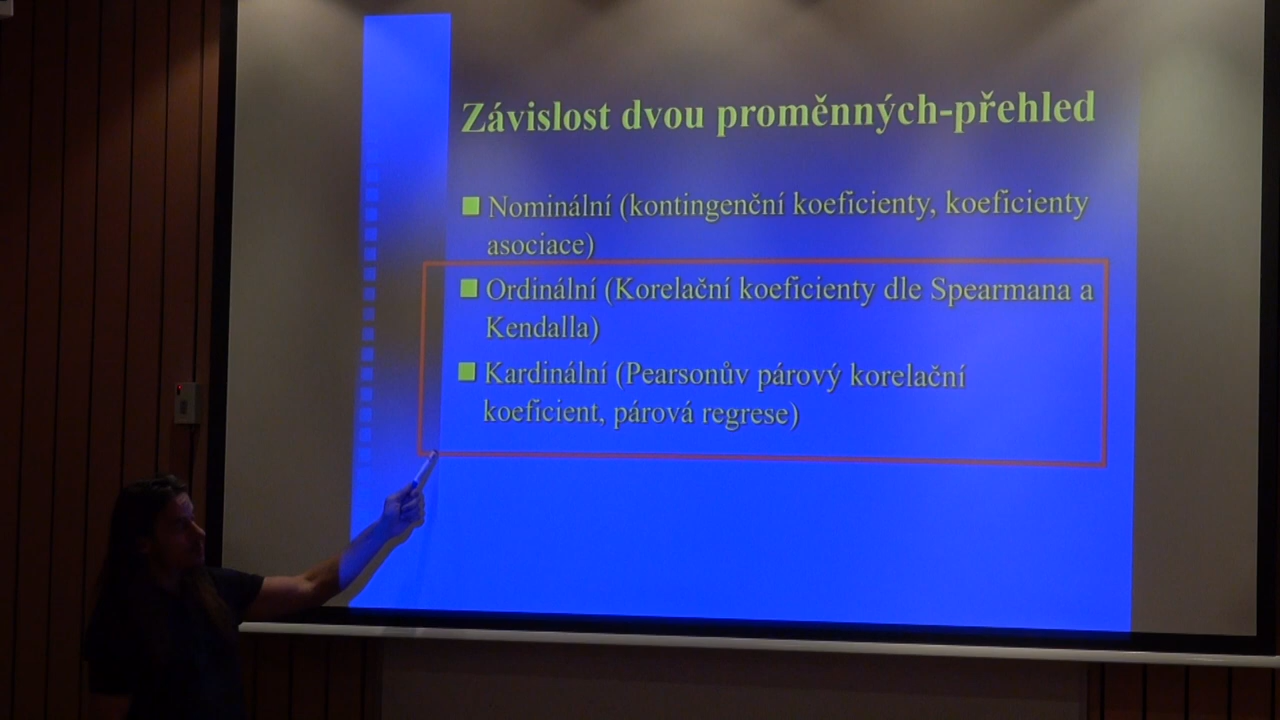 Závislost dvou proměnných-přehled
Nominální (kontingenční koeficienty, koeficienty
asociace)
Ordinální (Korelační koeficienty dle Spearmana a
Kendalla)
Kardinální (Pearsonův párový korelační
koeficient, párová regrese)